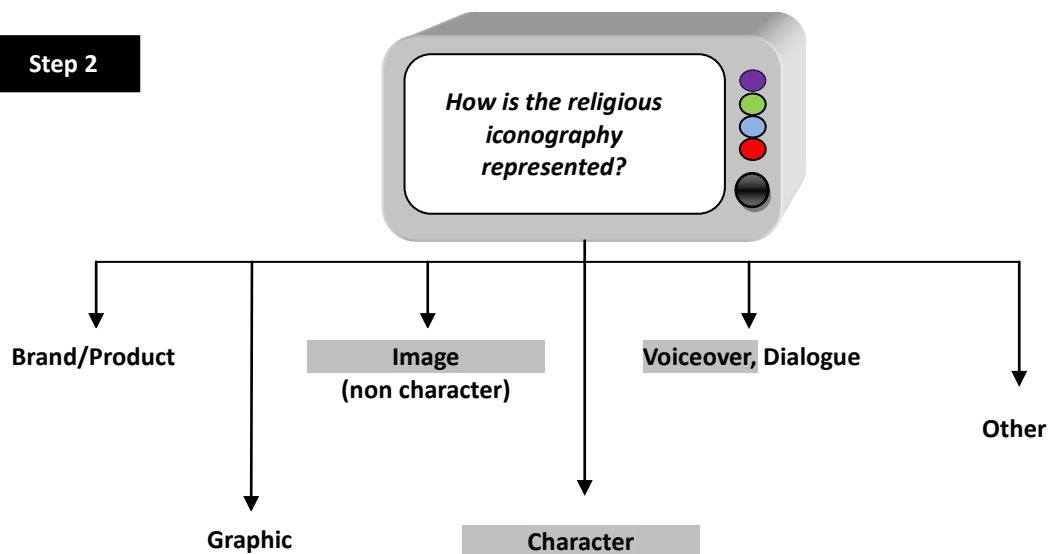 Step 2
How is the religious
iconography
represented?
Brand/Product
Image
(non character)
Voiceover, Dialogue
Other
Graphic
Character